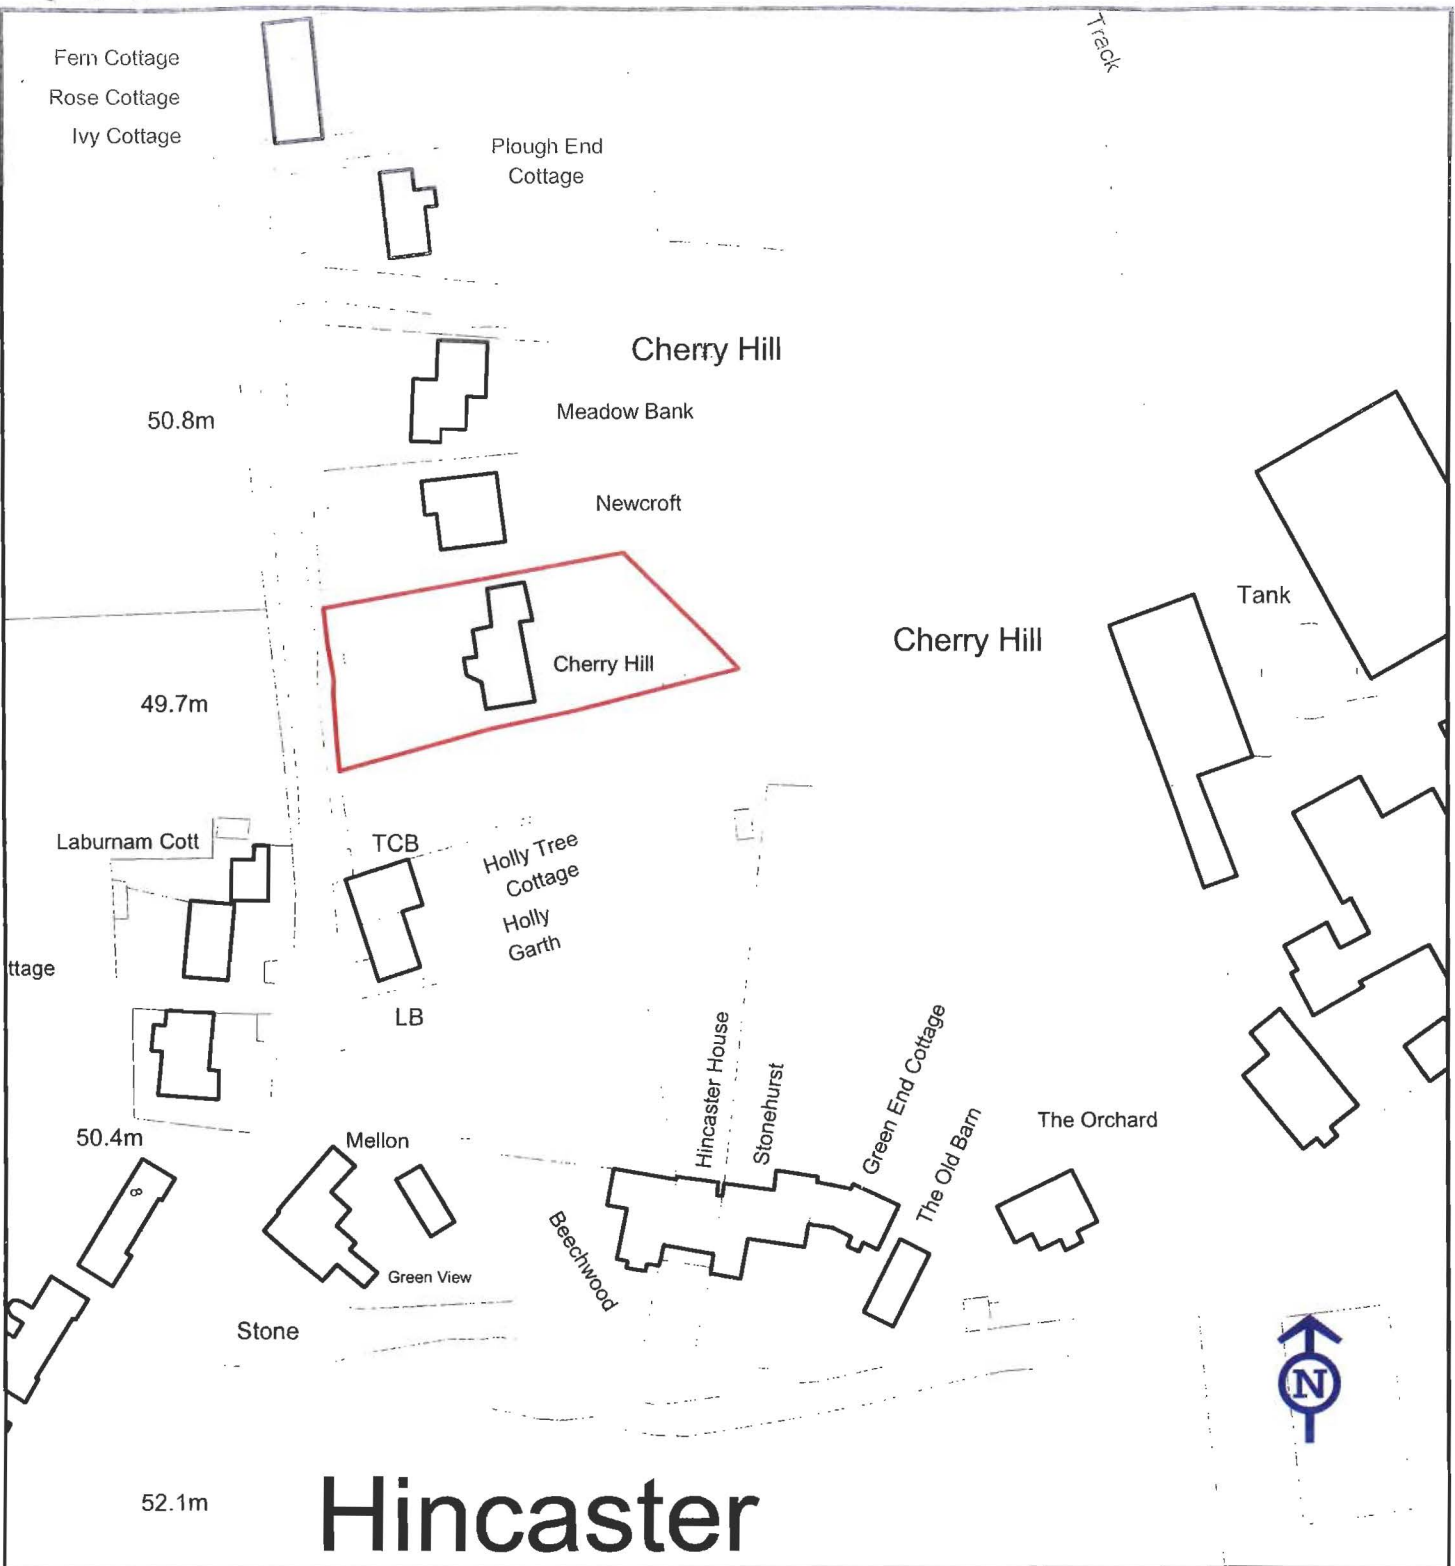 Track
Fern Cottage
Rose Cottage
Ivy Cottage
Plough End
Cottage
Cherry Hill
Meadow Bank
50.8m
Newcroft
Tank
Cherry Hill
Cherry Hill
49.7m
Laburnam Cott
TCB
Holly Tree
Cottage
Holly
Garth
ttage
LB
Hincaster House
Stonehurst
Green End Cottage
The Old Barn
The Orchard
50.4m
Mellon
8
Beechwood
Green View
Stone
N
52.1m
Hincaster